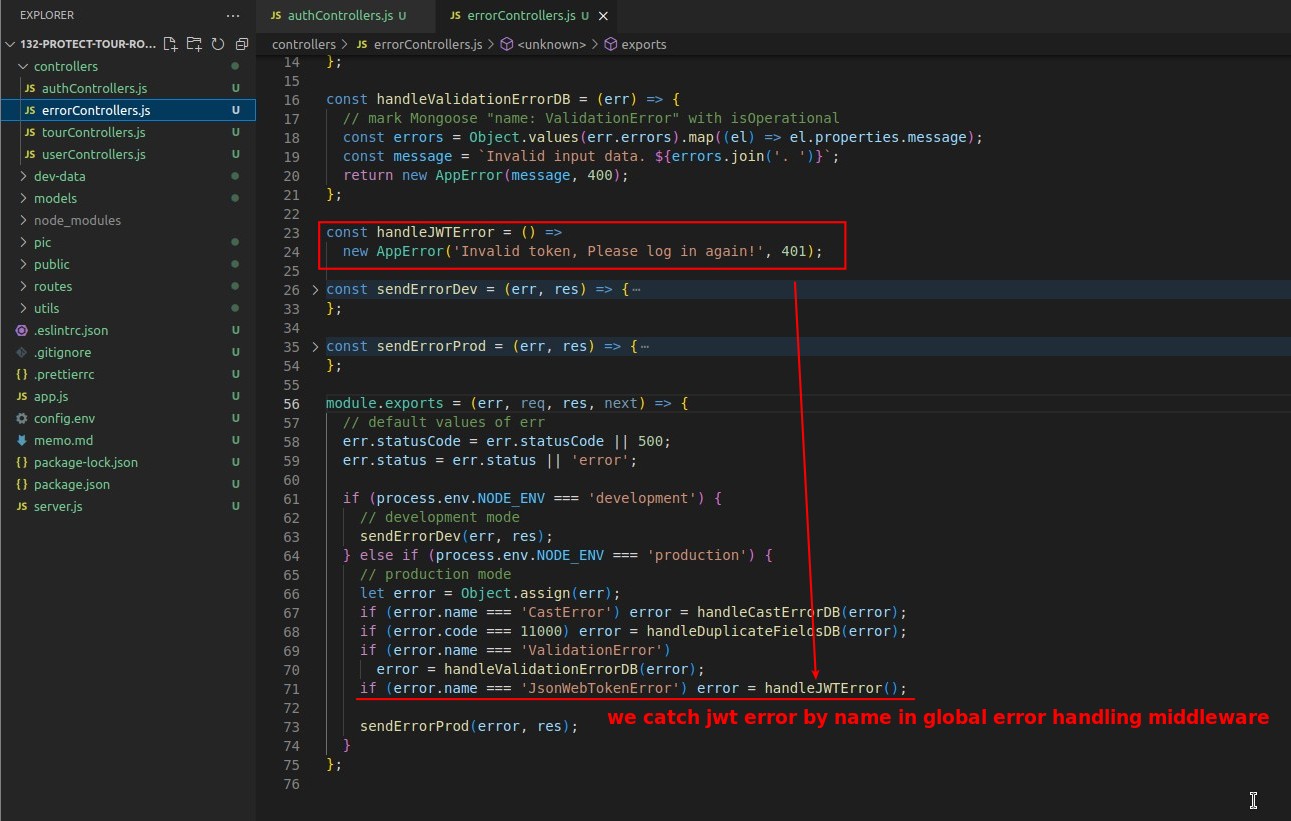 EXPLORER
132-PROTECT-TOUR-RO...
controllers
JS authControllers.js U
JS errorControllers.js U
JS tourControllers.js U
JS userControllers.js U
dev-data
models
node_modules
pic
public
routes
utils
.eslintrc.json U
.gitignore U
{} .prettierrc U
JS app.js U
config.env U
memo.md U
{} package-lock.json U
{} package.json U
JS server.js U
JS authControllers.js U
JS errorControllers.js U
controllers > JS errorControllers.js > <unknown> > exports
14 };
15
16 const handleValidationErrorDB = (err) => {
17 // mark Mongoose "name: ValidationError" with isOperational
18 const errors = Object.values(err.errors).map((el) => el.properties.message);
19 const message = `Invalid input data. ${errors.join('. ')}`;
20 return new AppError(message, 400);
21 };
22
23 const handleJWTError = () =>
24 new AppError('Invalid token, Please log in again!', 401);
25
26 const sendErrorDev = (err, res) => {…
33 };
34
35 const sendErrorProd = (err, res) => {…
54 };
55
56 module.exports = (err, req, res, next) => {
57 // default values of err
58 err.statusCode = err.statusCode || 500;
59 err.status = err.status || 'error';
60
61 if (process.env.NODE_ENV === 'development') {
62 // development mode
63 sendErrorDev(err, res);
64 } else if (process.env.NODE_ENV === 'production') {
65 // production mode
66 let error = Object.assign(err);
67 if (error.name === 'CastError') error = handleCastErrorDB(error);
68 if (error.code === 11000) error = handleDuplicateFieldsDB(error);
69 if (error.name === 'ValidationError')
70 error = handleValidationErrorDB(error);
71 if (error.name === 'JsonWebTokenError') error = handleJWTError();
72
we catch jwt error by name in global error handling middleware
73 sendErrorProd(error, res);
74 }
75 };
76